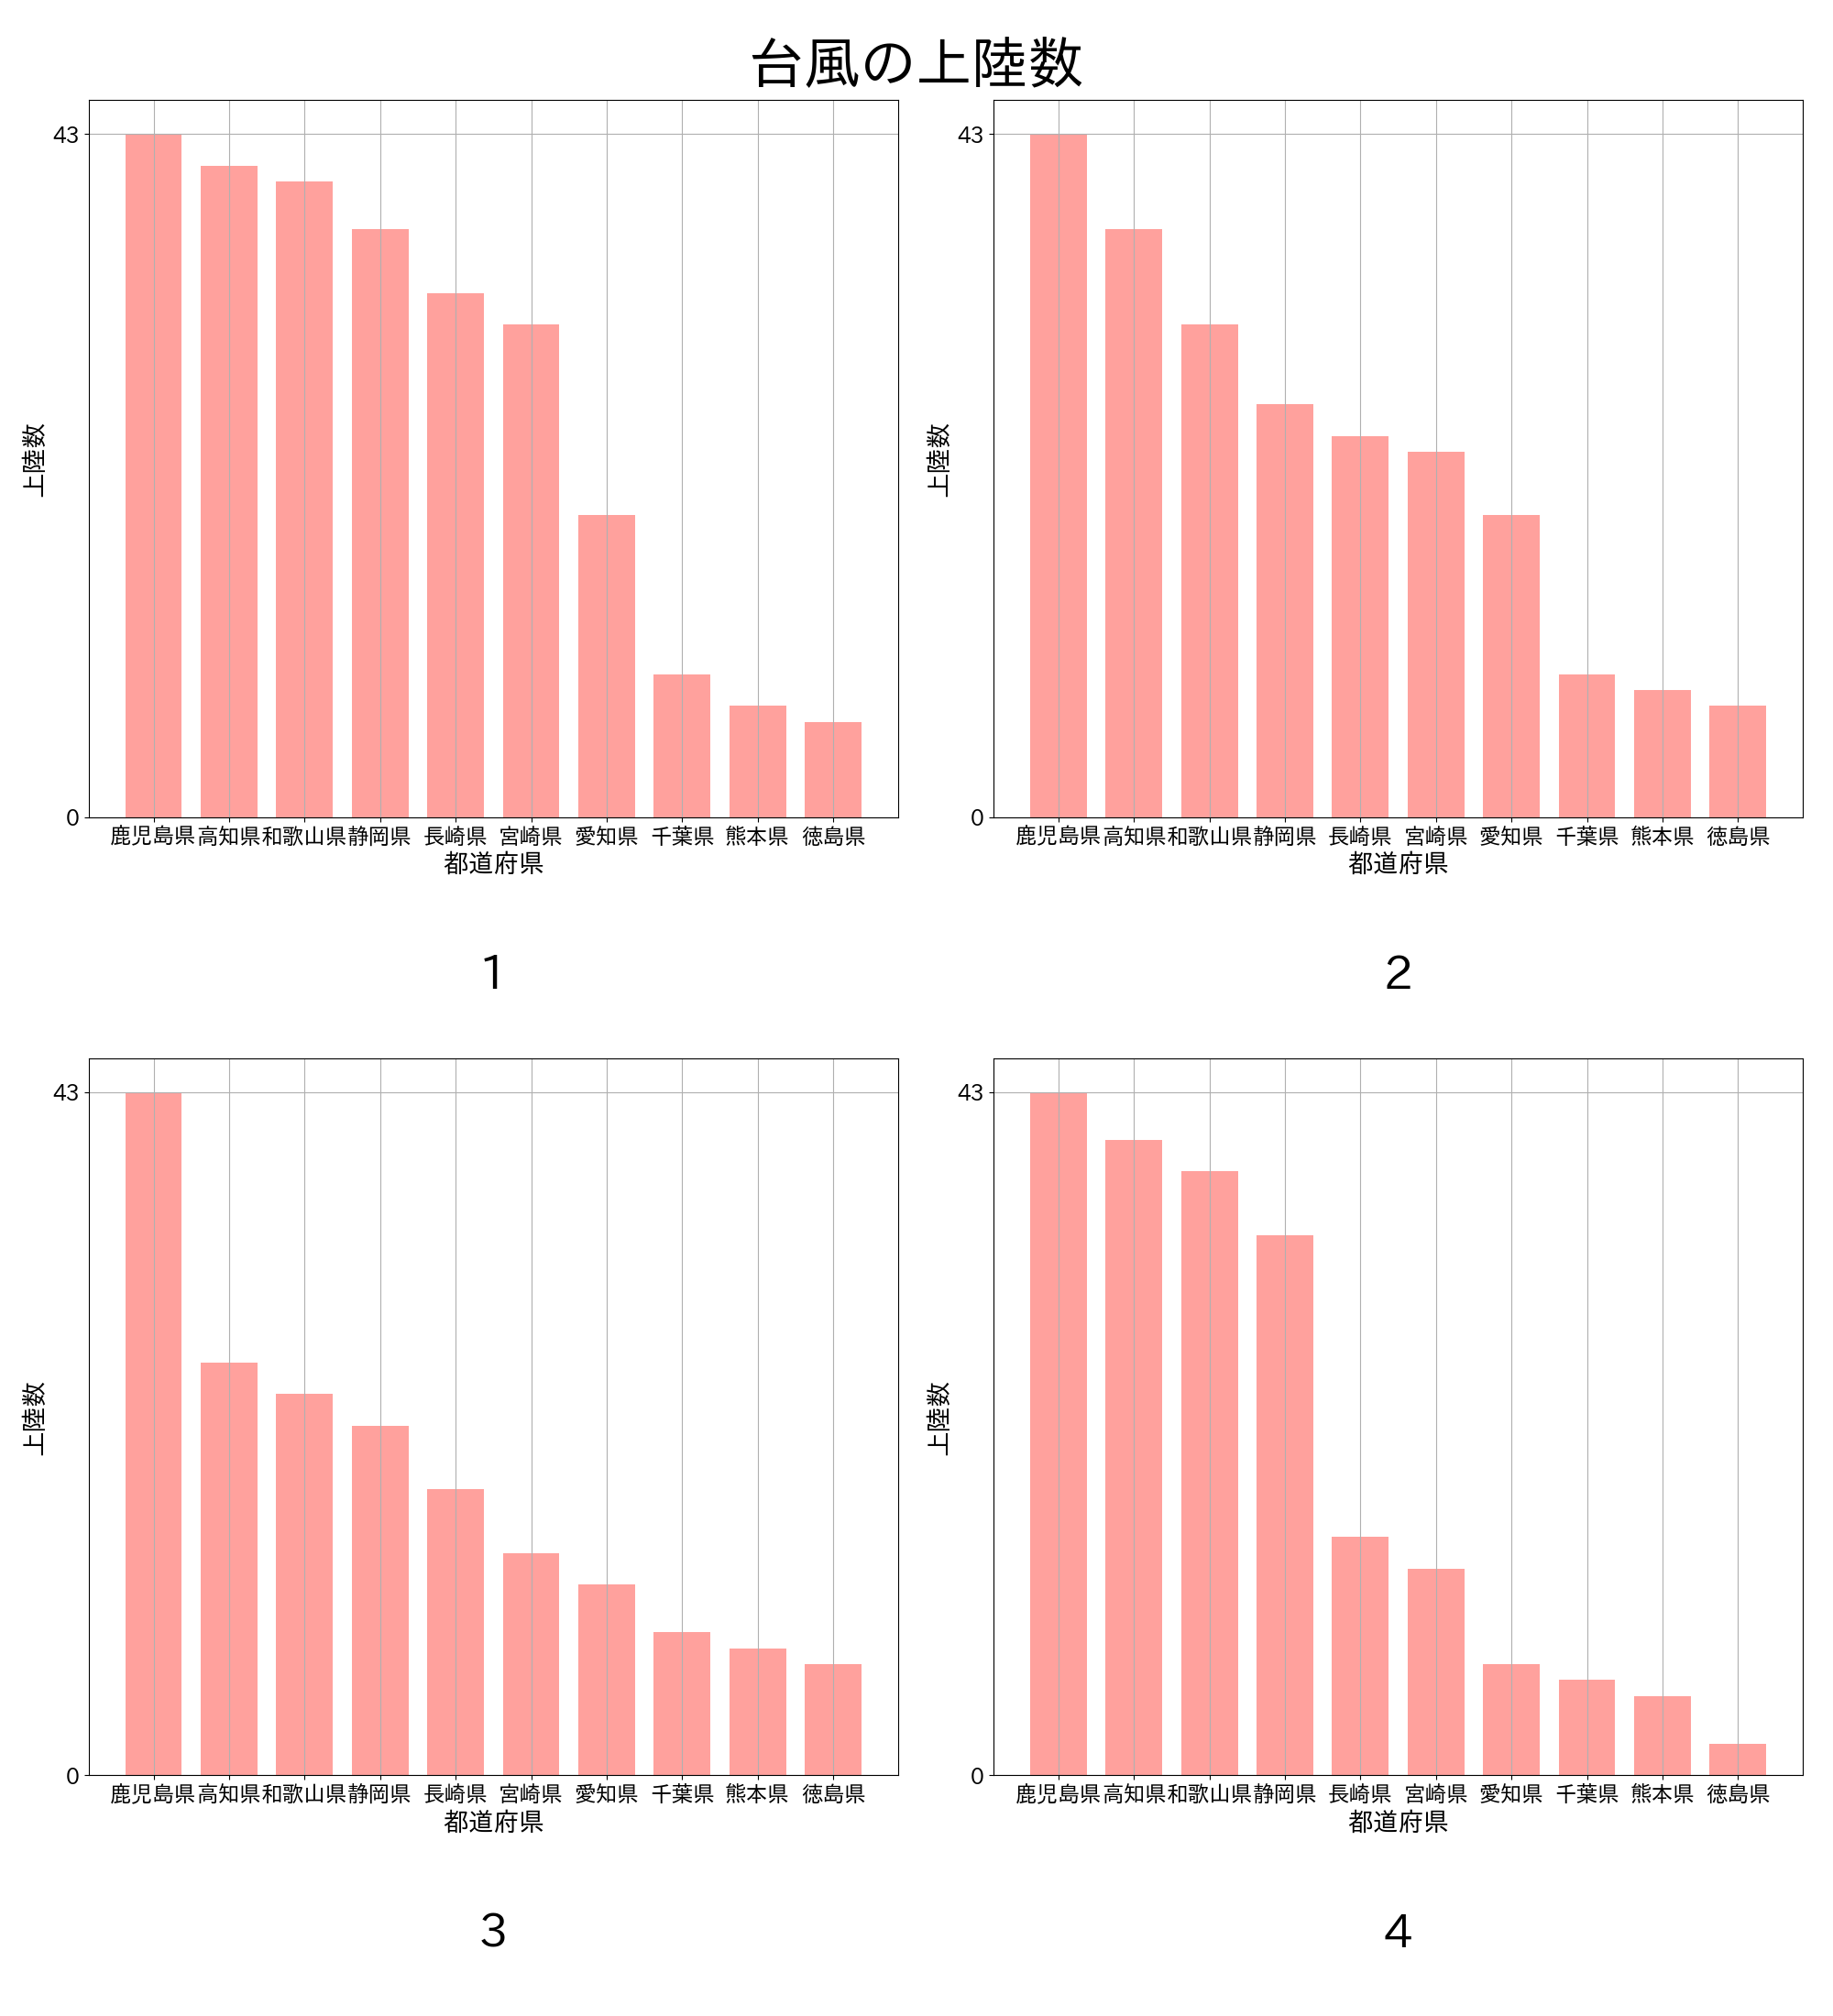 台風の上陸数
43
0
上陸数
鹿児島県 高知県 和歌山県 静岡県 長崎県 宮崎県 愛知県 千葉県 熊本県 徳島県
都道府県
1
43
0
上陸数
鹿児島県 高知県 和歌山県 静岡県 長崎県 宮崎県 愛知県 千葉県 熊本県 徳島県
都道府県
2
43
0
上陸数
鹿児島県 高知県 和歌山県 静岡県 長崎県 宮崎県 愛知県 千葉県 熊本県 徳島県
都道府県
3
43
0
上陸数
鹿児島県 高知県 和歌山県 静岡県 長崎県 宮崎県 愛知県 千葉県 熊本県 徳島県
都道府県
4